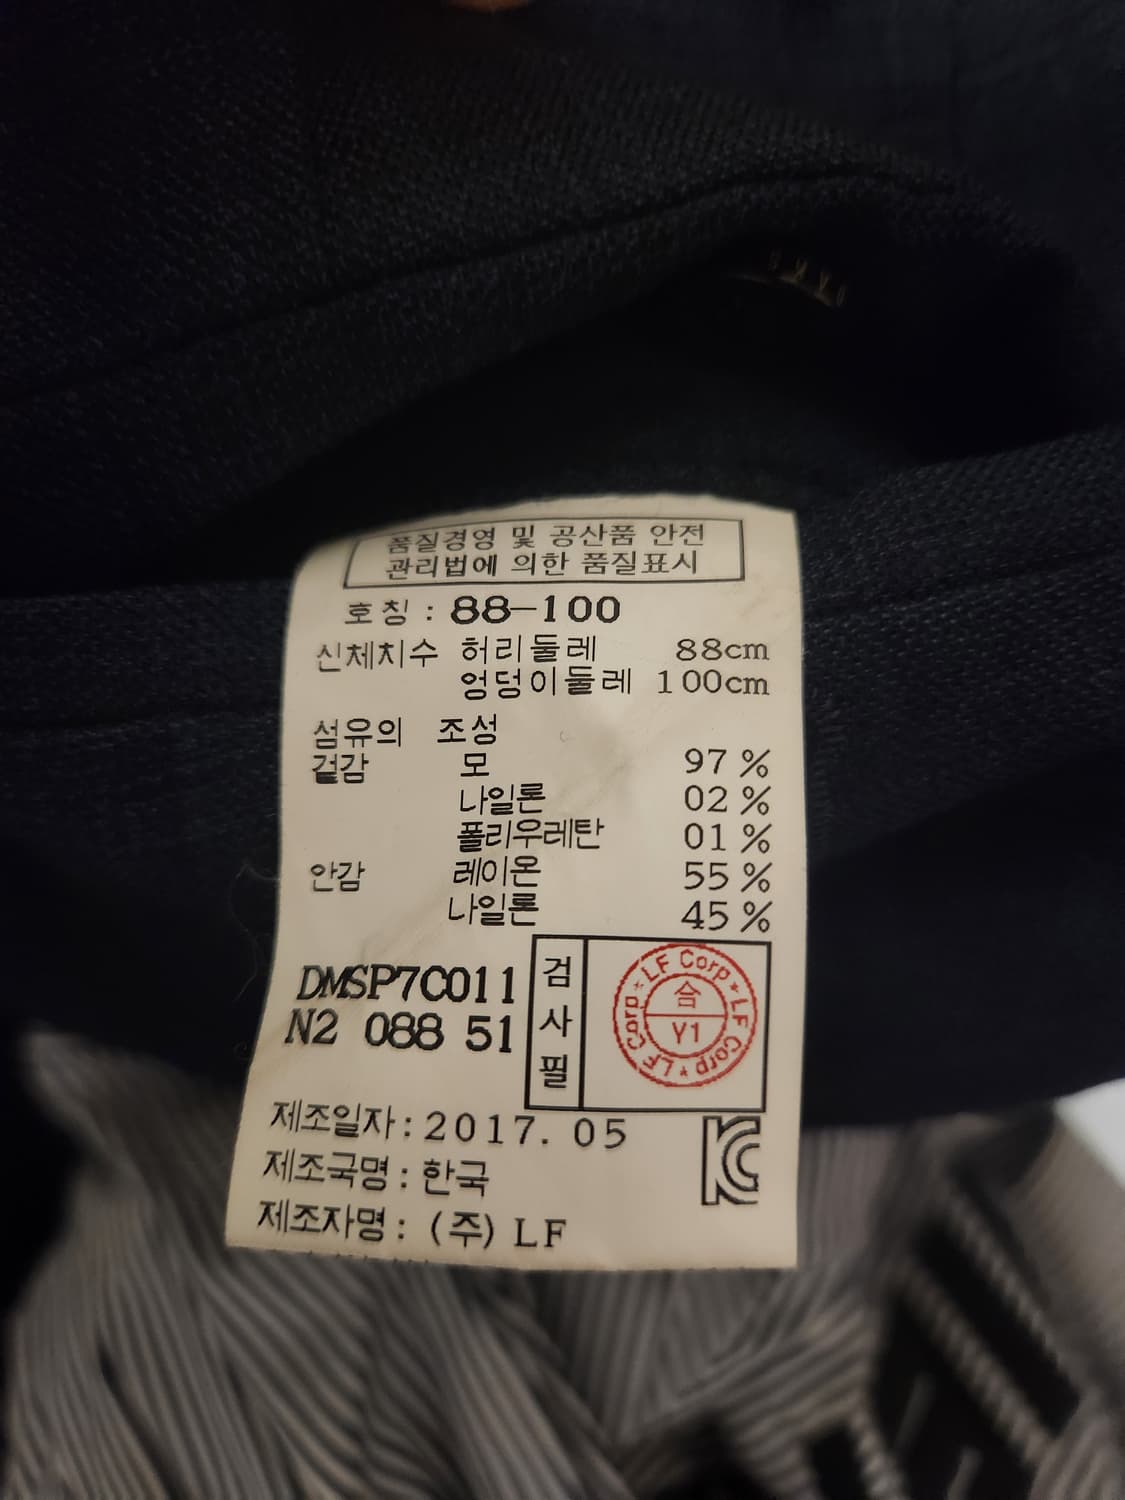 품질경영 및 공산품 안전
관리법에 의한 품질표시
호칭 : 88-100
신체치수 허리둘레 88cm
엉덩이둘레 100cm
섬유의 조성
겉감 모 97 %
나일론 02 %
폴리우레탄 01 %
안감 레이온 55 %
나일론 45 %
DMSP7C011
N2 088 51
검사필
LF Corp * LF Corp * LF Corp *
合
Y1
제조일자 : 2017. 05
제조국명 : 한국
제조자명 : (주) LF
KC